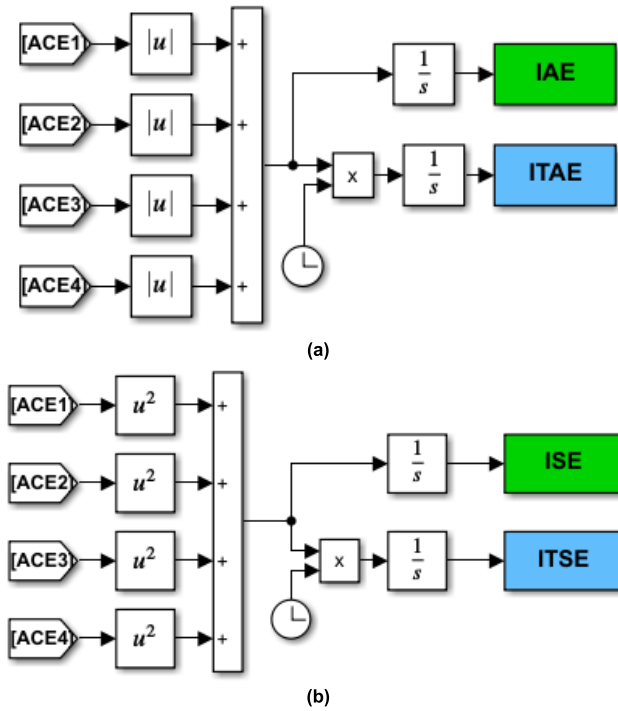 [ACE1] |u| +
1/s IAE
[ACE2] |u| +
x 1/s ITAE
[ACE3] |u| +
[ACE4] |u| +
(a)
[ACE1] u² +
1/s ISE
[ACE2] u² +
[ACE3] u² +
x 1/s ITSE
[ACE4] u² +
(b)